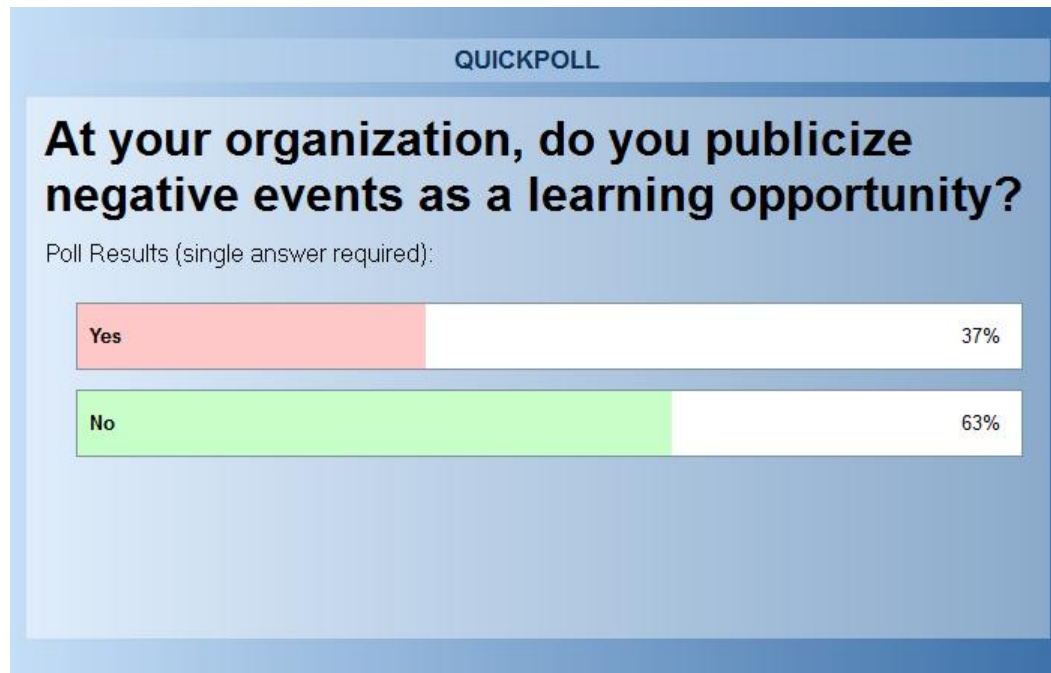 QUICKPOLL
At your organization, do you publicize
negative events as a learning opportunity?
Poll Results (single answer required):
Yes 37%
No 63%